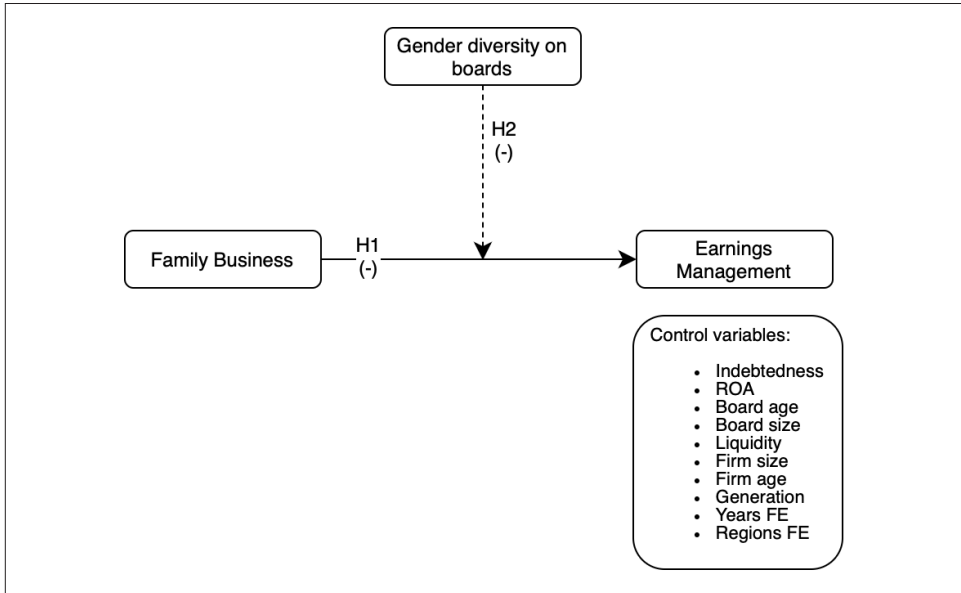 Gender diversity on
boards
H2
(-)
Family Business
H1
(-)
Earnings
Management
Control variables:
• Indebtedness
• ROA
• Board age
• Board size
• Liquidity
• Firm size
• Firm age
• Generation
• Years FE
• Regions FE